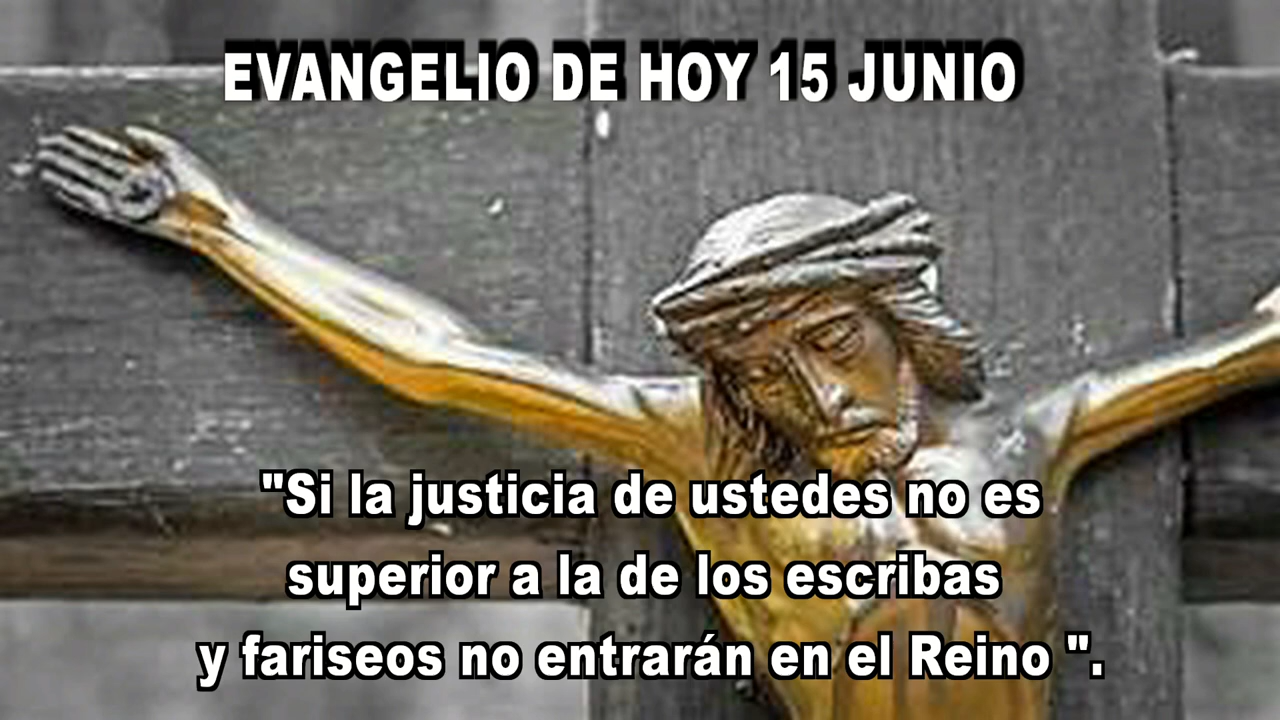 EVANGELIO DE HOY 15 JUNIO
"Si la justicia de ustedes no es
superior a la de los escribas
y fariseos no entrarán en el Reino ".